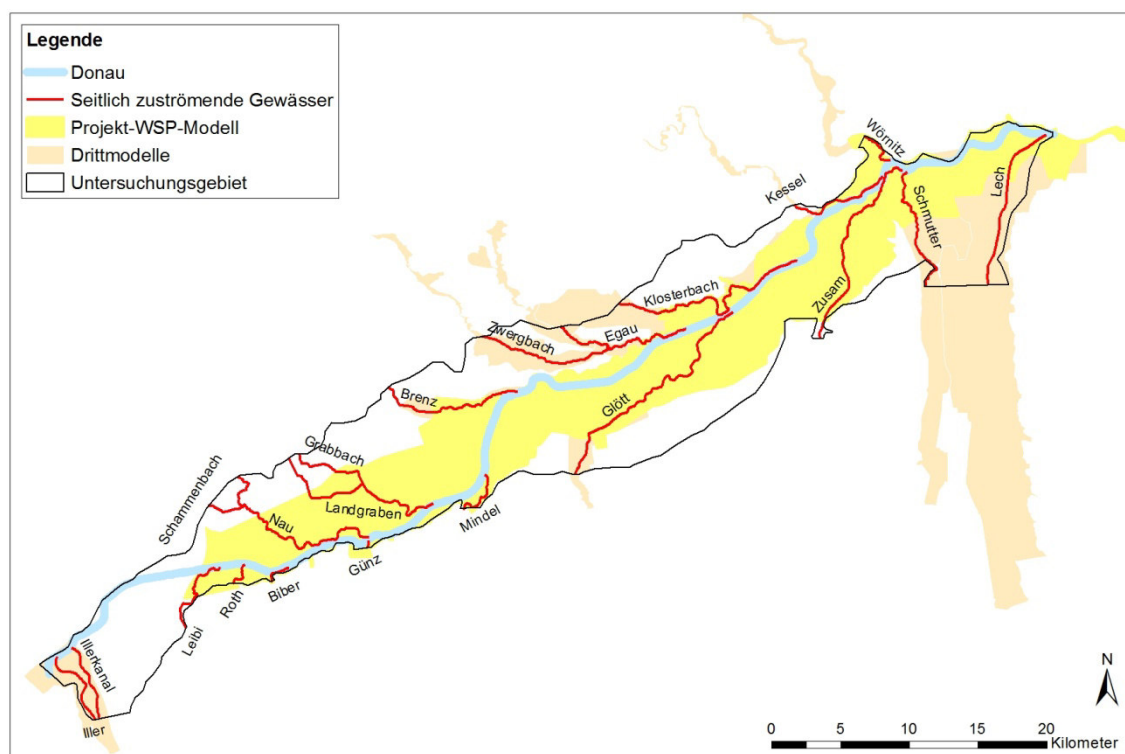 Legende
Donau
Seitlich zuströmende Gewässer
Projekt-WSP-Modell
Drittmodelle
Untersuchungsgebiet
Wörnitz
Kessel
Schmutter
Lech
Klosterbach
Zusam
Egau
Zwergbach
Brenz
Glött
Grabbach
Schammenbach
Landgraben
Mindel
Nau
Günz
Biber
Roth
Leibi
Illerkanal
Iller
N
0 5 10 15 20
Kilometer